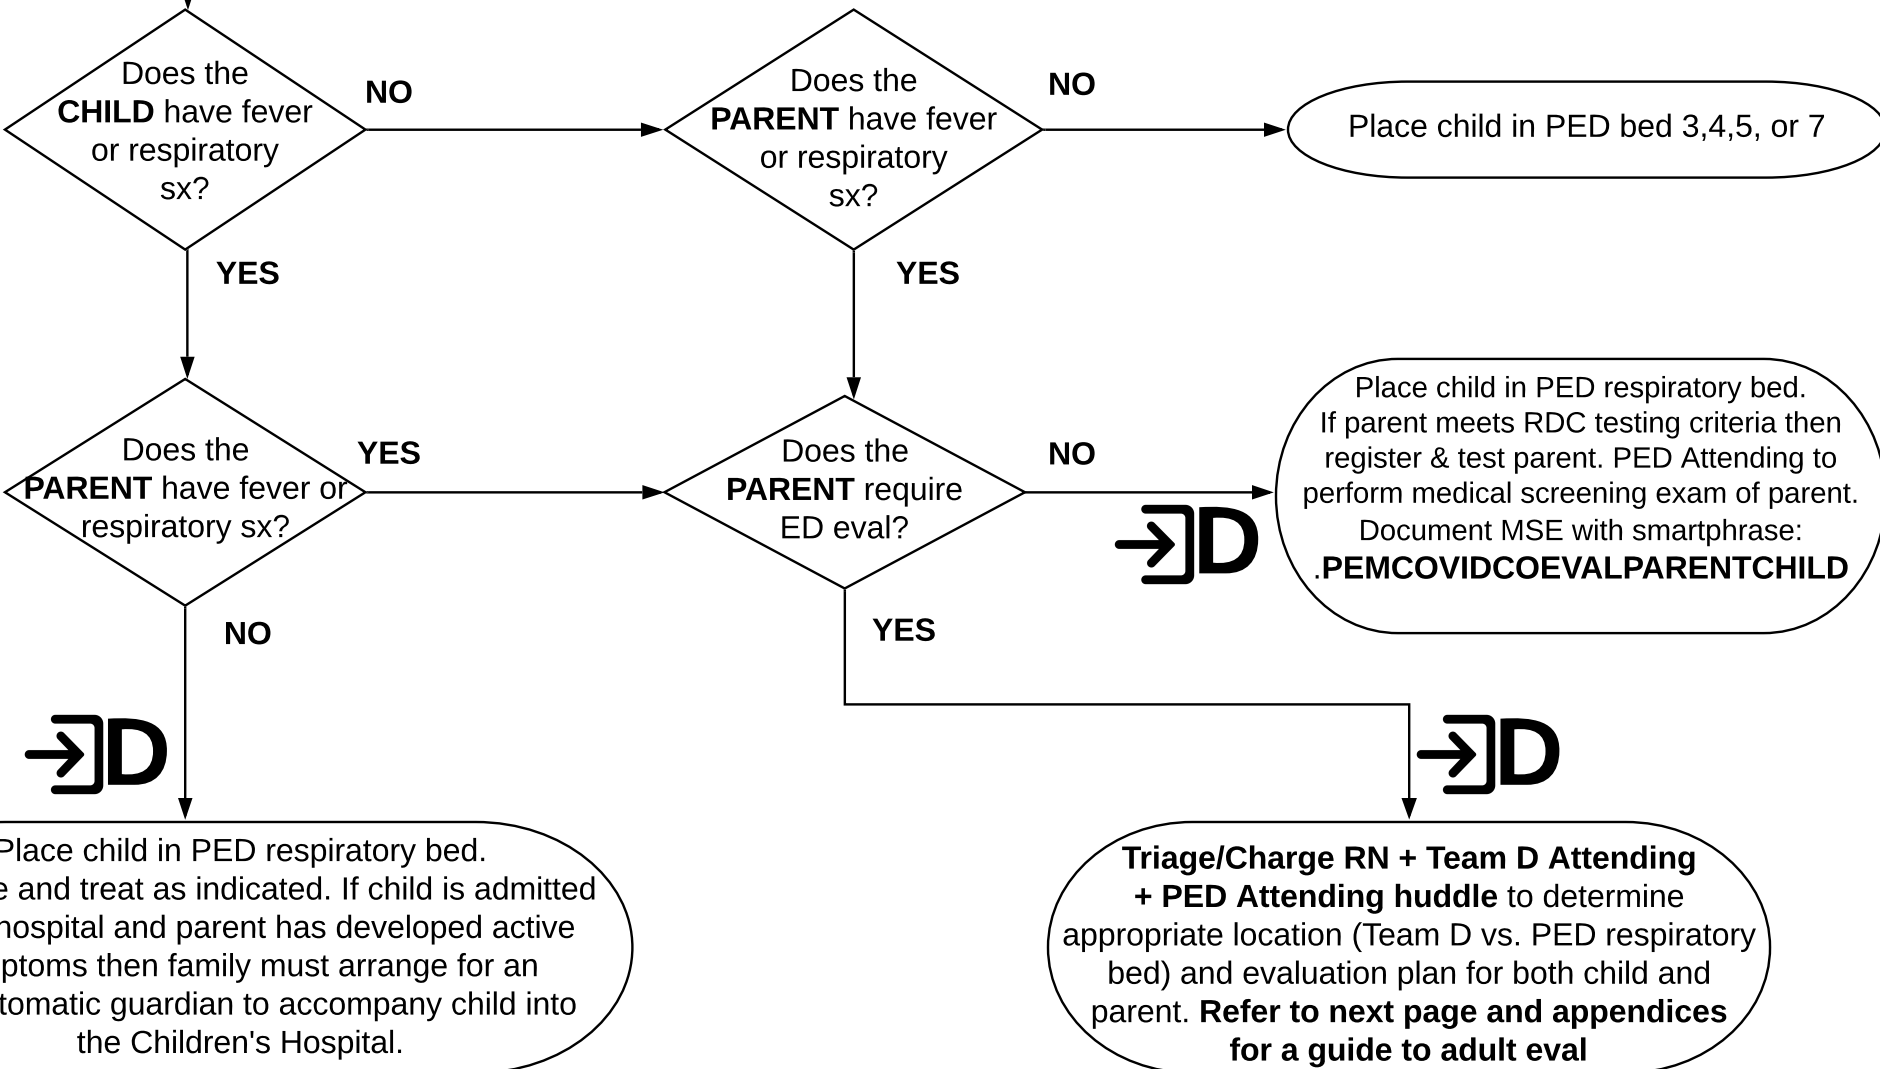 Does the
CHILD have fever
or respiratory
sx?
NO
Does the
PARENT have fever
or respiratory
sx?
NO
Place child in PED bed 3,4,5, or 7
YES
YES
Does the
PARENT have fever or
respiratory sx?
YES
Does the
PARENT require
ED eval?
NO
D
Place child in PED respiratory bed.
If parent meets RDC testing criteria then
register & test parent. PED Attending to
perform medical screening exam of parent.
Document MSE with smartphrase:
.PEMCOVIDCOEVALPARENTCHILD
NO
YES
D
D
Place child in PED respiratory bed.
and treat as indicated. If child is admitted
hospital and parent has developed active
then family must arrange for an
guardian to accompany child into
the Children's Hospital.
Triage/Charge RN + Team D Attending
+ PED Attending huddle to determine
appropriate location (Team D vs. PED respiratory
bed) and evaluation plan for both child and
parent. Refer to next page and appendices
for a guide to adult eval